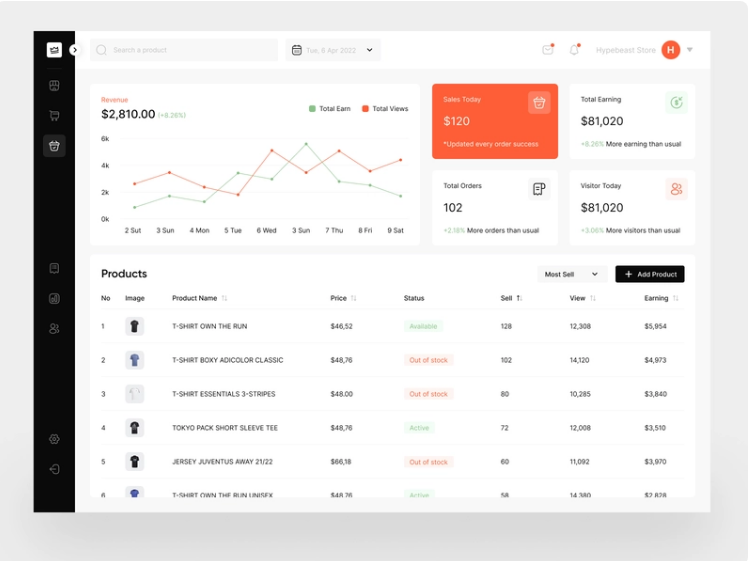 Search a product
Tue, 8 Apr 2022
Hypebeast Store
H
Revenue
$2,810.00 (+8.26%)
Total Earn
Total Views
6k
4k
2k
0k
2 Sut
3 Sun
4 Mon
5 Tue
6 Wed
3 Sun
7 Thu
8 Fri
9 Sat
Sales Today
$120
*Updated every order success
Total Earning
$81,020
+8.26% More earning than usual
Total Orders
102
+2.18% More orders than usual
Visitor Today
$81,020
+3.06% More visitors than usual
Products
Most Sell
+ Add Product
No Image Product Name Price Status Sell View Earning
1 T-SHIRT OWN THE RUN $46,52 Available 128 12,308 $5,954
2 T-SHIRT BOXY ADICOLOR CLASSIC $48,76 Out of stock 102 14,120 $4,973
3 T-SHIRT ESSENTIALS 3-STRIPES $48.00 Out of stock 80 10,285 $3,840
4 TOKYO PACK SHORT SLEEVE TEE $48,76 Active 72 12,008 $3,510
5 JERSEY JUVENTUS AWAY 21/22 $66,18 Out of stock 60 11,092 $3,970
6 T-SHIRT OWN THE RUN UNISEX $48,76 Active 58 14,380 $2,828